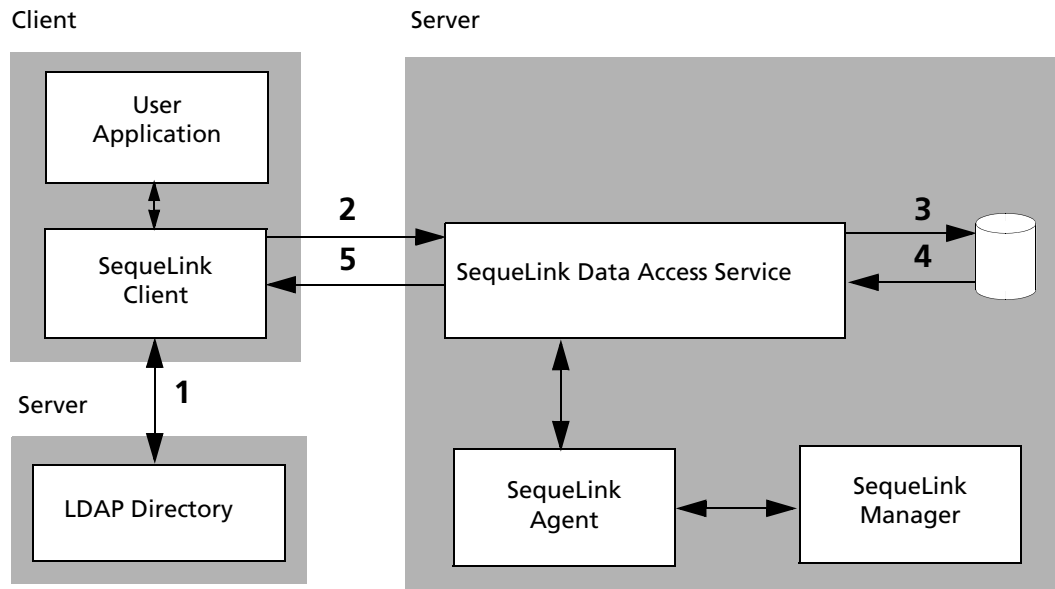 Client
Server
User
Application
2
3
SequeLink
Client
5
SequeLink Data Access Service
4
1
Server
LDAP Directory
SequeLink
Agent
SequeLink
Manager